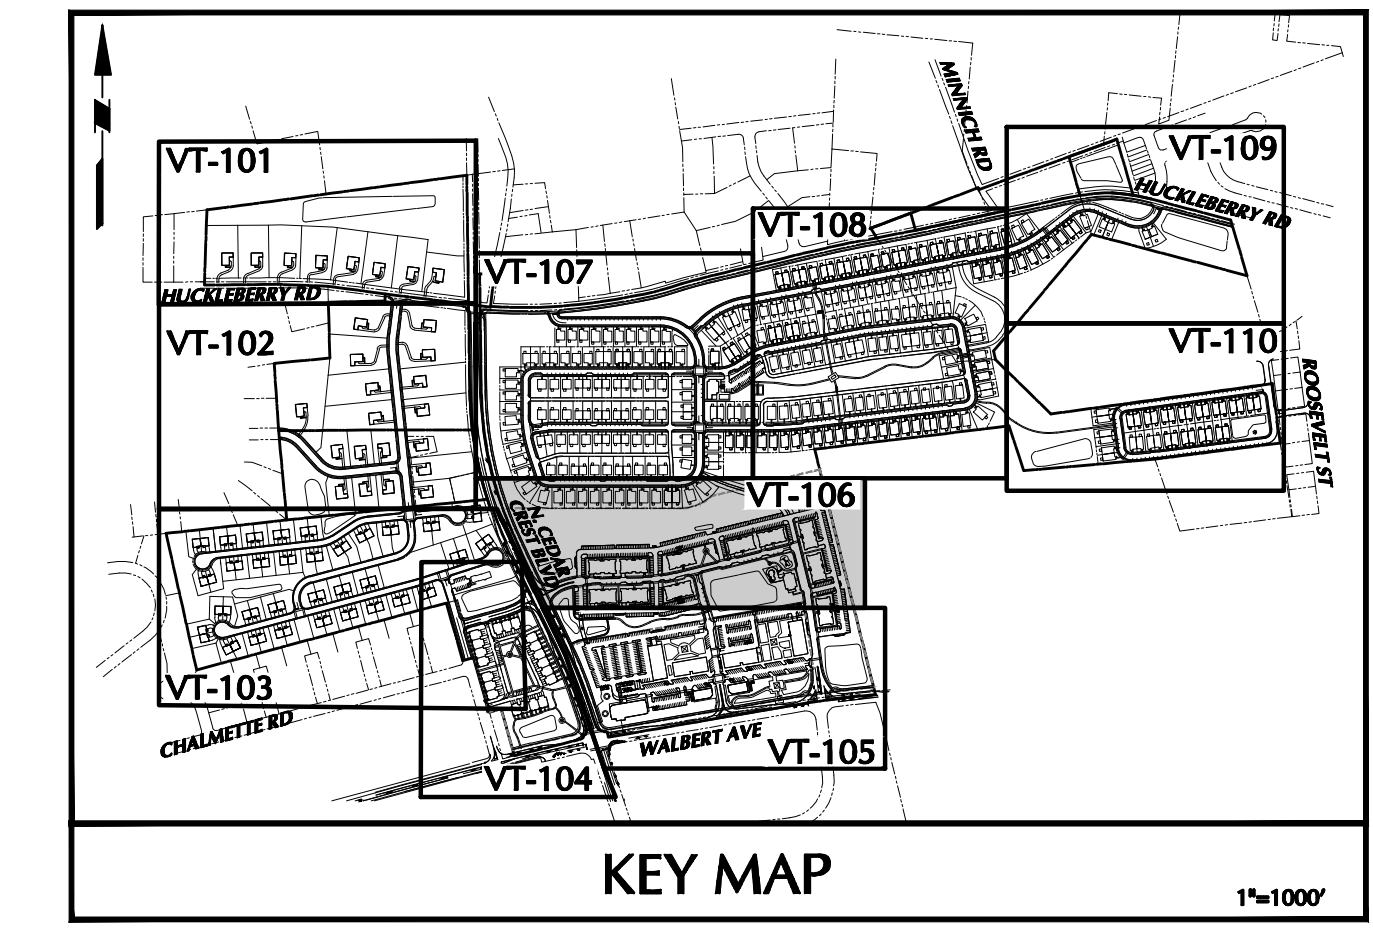 MINNICH RD
VT-101
VT-109
HUCKLEBERRY RD
VT-108
VT-107
HUCKLEBERRY RD
VT-102
VT-110
ROOSEVELT ST
VT-106
N. CEDAR
CREST BLVD
VT-103
CHALMETTE RD
WALBERT AVE
VT-105
VT-104
KEY MAP
1"=1000'